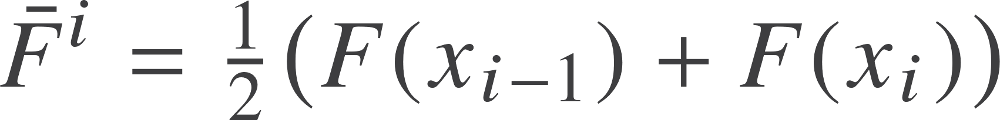 F̄ⁱ = ½(F(xᵢ₋₁) + F(xᵢ))